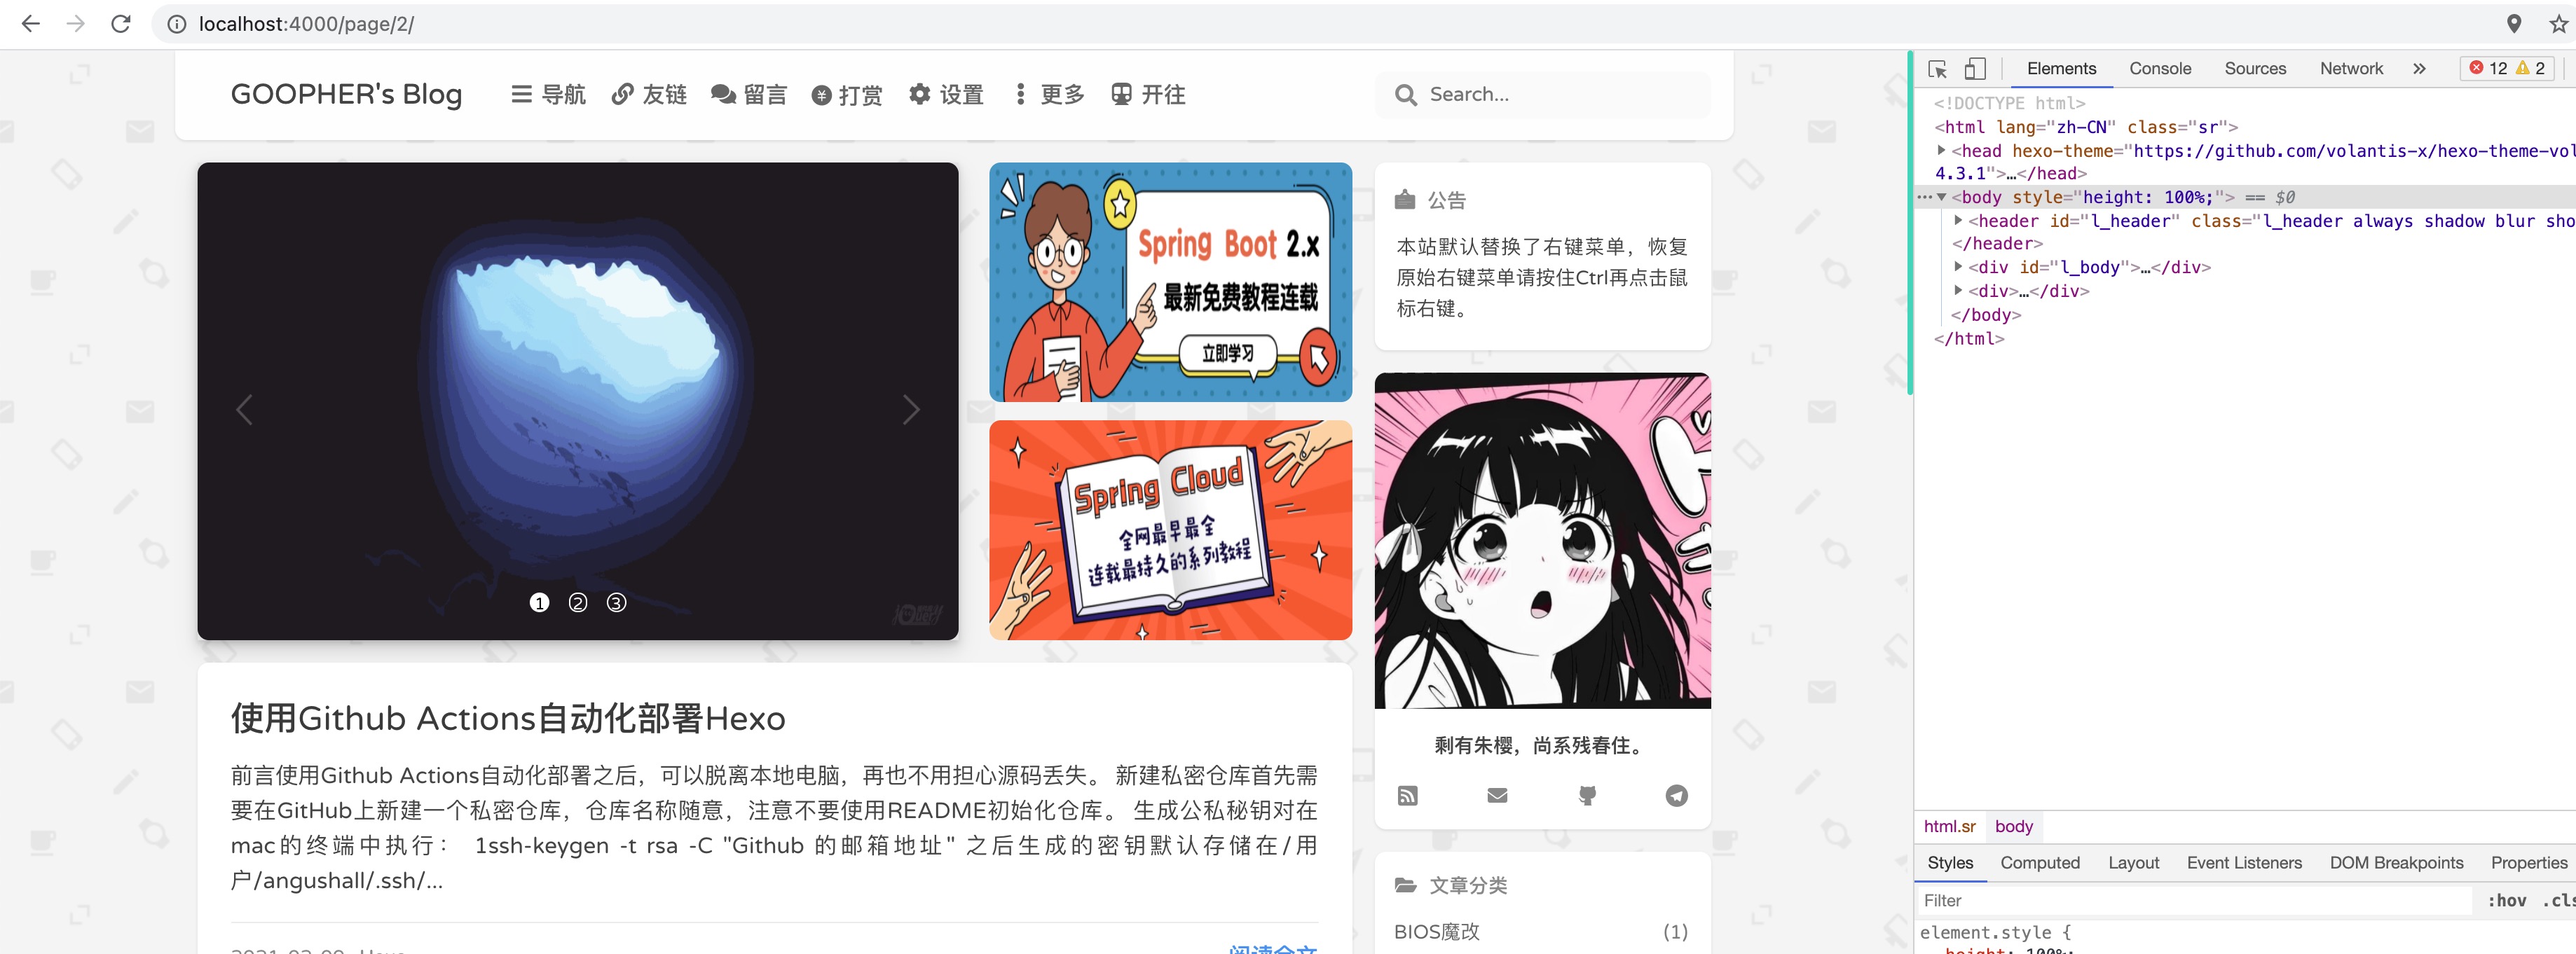 localhost:4000/page/2/
GOOPHER's Blog 导航 友链 留言 打赏 设置 更多 开往 Search...
Spring Boot 2.x
最新免费教程连载
立即学习
Spring Cloud
全网最早最全
连载最持久的系列教程
1 2 3
使用Github Actions自动化部署Hexo
前言使用Github Actions自动化部署之后，可以脱离本地电脑，再也不用担心源码丢失。 新建私密仓库首先需
要在GitHub上新建一个私密仓库，仓库名称随意，注意不要使用README初始化仓库。 生成公私秘钥对在
mac的终端中执行： 1ssh-keygen -t rsa -C "Github 的邮箱地址" 之后生成的密钥默认存储在/用
户/angushall/.ssh/...
阅读全文
公告
本站默认替换了右键菜单，恢复
原始右键菜单请按住Ctrl再点击鼠
标右键。
剩有朱樱，尚系残春住。
文章分类
BIOS魔改 (1)
Elements Console Sources Network » 12 2
<!DOCTYPE html>
<html lang="zh-CN" class="sr">
<head hexo-theme="https://github.com/volantis-x/hexo-theme-vol
4.3.1">…</head>
<body style="height: 100%;"> == $0
<header id="l_header" class="l_header always shadow blur sho
</header>
<div id="l_body">…</div>
<div>…</div>
</body>
</html>
html.sr body
Styles Computed Layout Event Listeners DOM Breakpoints Properties
Filter :hov .cls
element.style {
height: 100%;